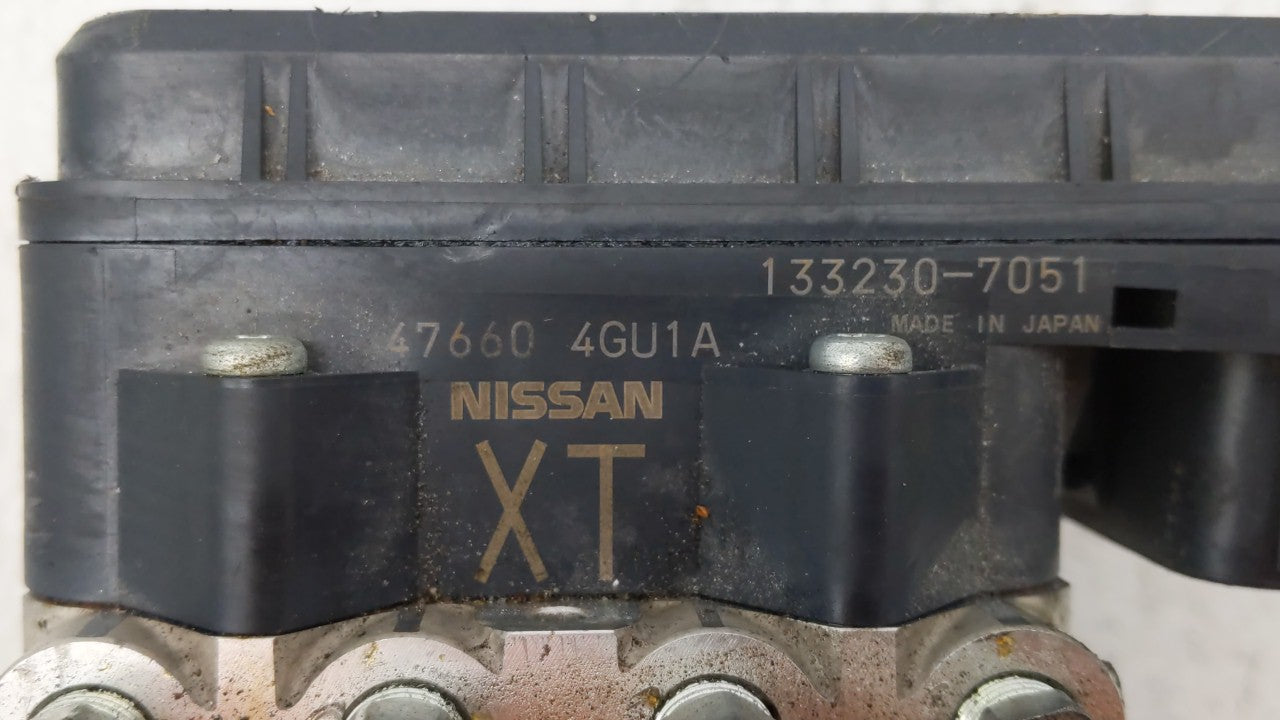 133230-7051
MADE IN JAPAN
47660 4GU1A
NISSAN
XT